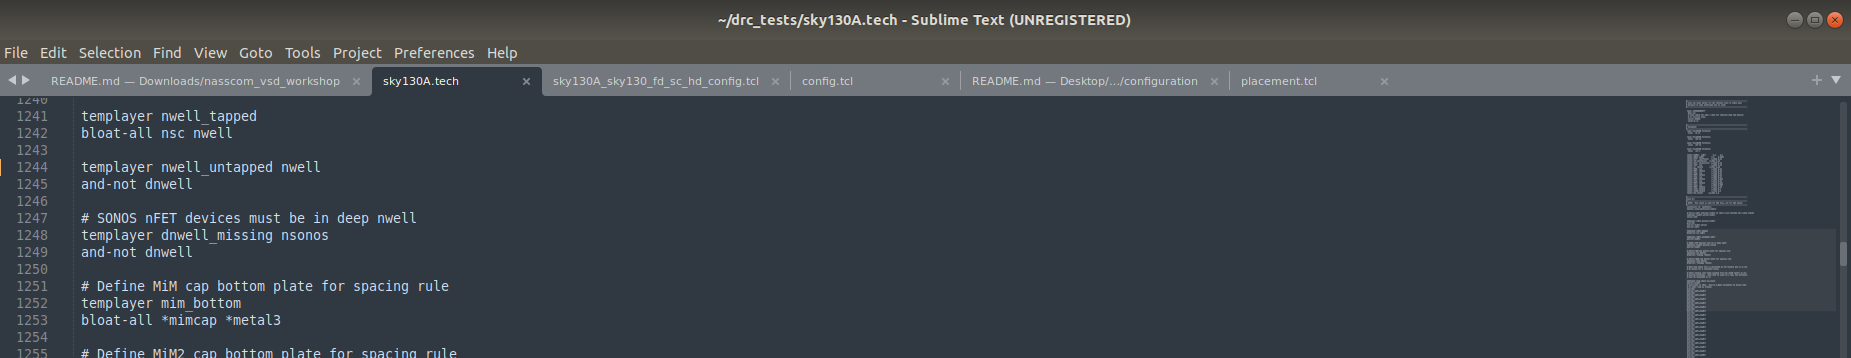 ~/drc_tests/sky130A.tech - Sublime Text (UNREGISTERED)
File Edit Selection Find View Goto Tools Project Preferences Help
README.md — Downloads/nasscom_vsd_workshop × sky130A.tech × sky130A_sky130_fd_sc_hd_config.tcl × config.tcl × README.md — Desktop/.../configuration × placement.tcl ×
1240
1241 templayer nwell_tapped
1242 bloat-all nsc nwell
1243
1244 templayer nwell_untapped nwell
1245 and-not dnwell
1246
1247 # SONOS nFET devices must be in deep nwell
1248 templayer dnwell_missing nsonos
1249 and-not dnwell
1250
1251 # Define MiM cap bottom plate for spacing rule
1252 templayer mim_bottom
1253 bloat-all *mimcap *metal3
1254
1255 # Define MiM2 cap bottom plate for spacing rule